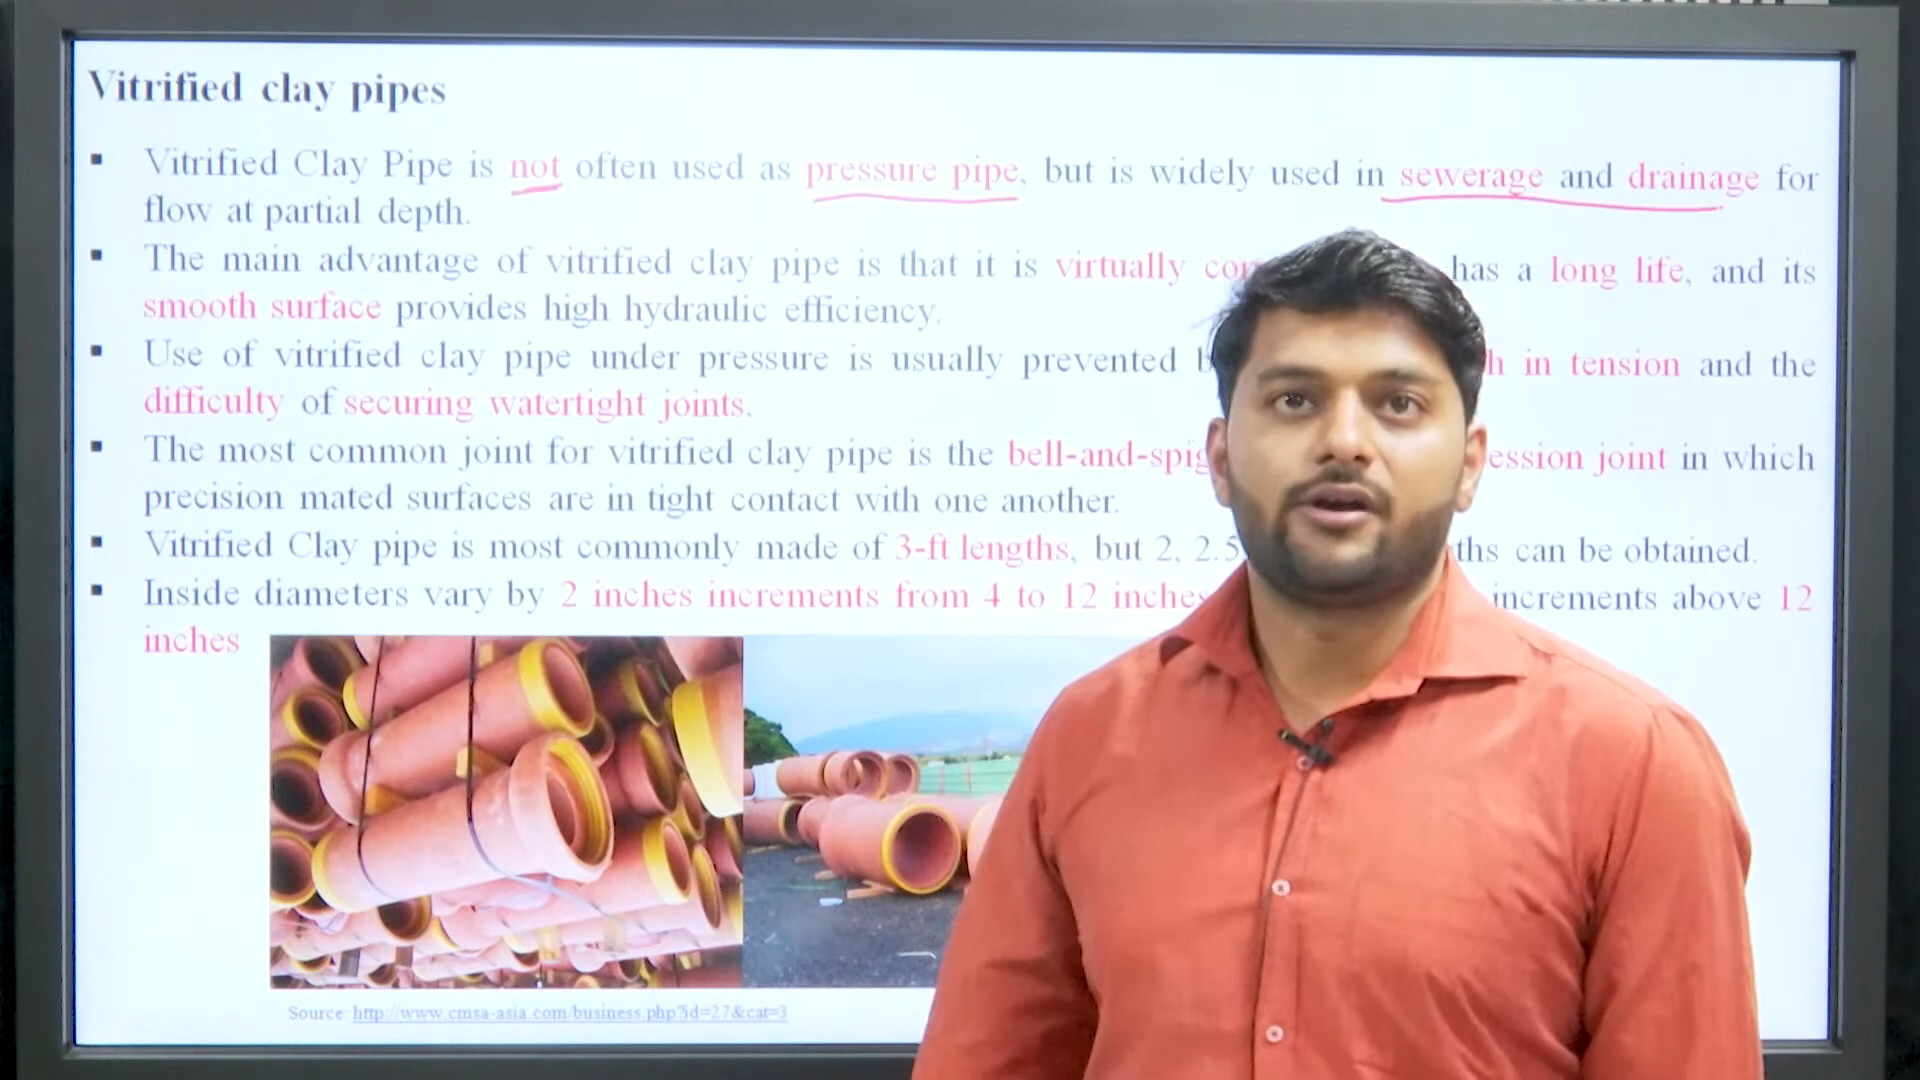 Vitrified clay pipes
▪ Vitrified Clay Pipe is not often used as pressure pipe, but is widely used in sewerage and drainage for
flow at partial depth.
▪ The main advantage of vitrified clay pipe is that it is virtually has a long life, and its
smooth surface provides high hydraulic efficiency.
▪ Use of vitrified clay pipe under pressure is usually prevented in tension and the
difficulty of securing watertight joints.
▪ The most common joint for vitrified clay pipe is the joint in which
precision mated surfaces are in tight contact with one another.
▪ Vitrified Clay pipe is most commonly made of 3-ft lengths, but 2, 2.5 can be obtained.
▪ Inside diameters vary by 2 inches increments from 4 to 12 inches increments above 12
inches
Source: http://www.cmsa-asia.com/business.php?id=27&cat=3